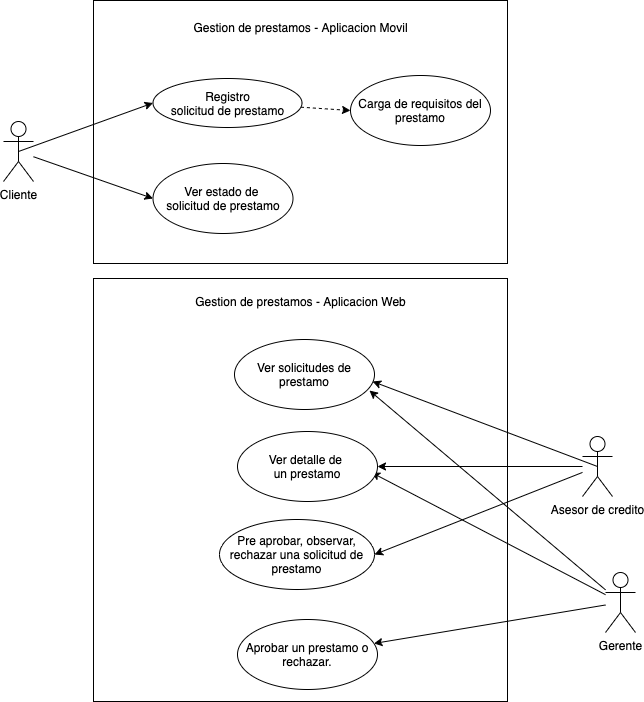 Gestion de prestamos - Aplicacion Movil
Registro
solicitud de prestamo
Carga de requisitos del
prestamo
Cliente
Ver estado de
solicitud de prestamo
Gestion de prestamos - Aplicacion Web
Ver solicitudes de
prestamo
Ver detalle de
un prestamo
Asesor de credito
Pre aprobar, observar,
rechazar una solicitud de
prestamo
Gerente
Aprobar un prestamo o
rechazar.